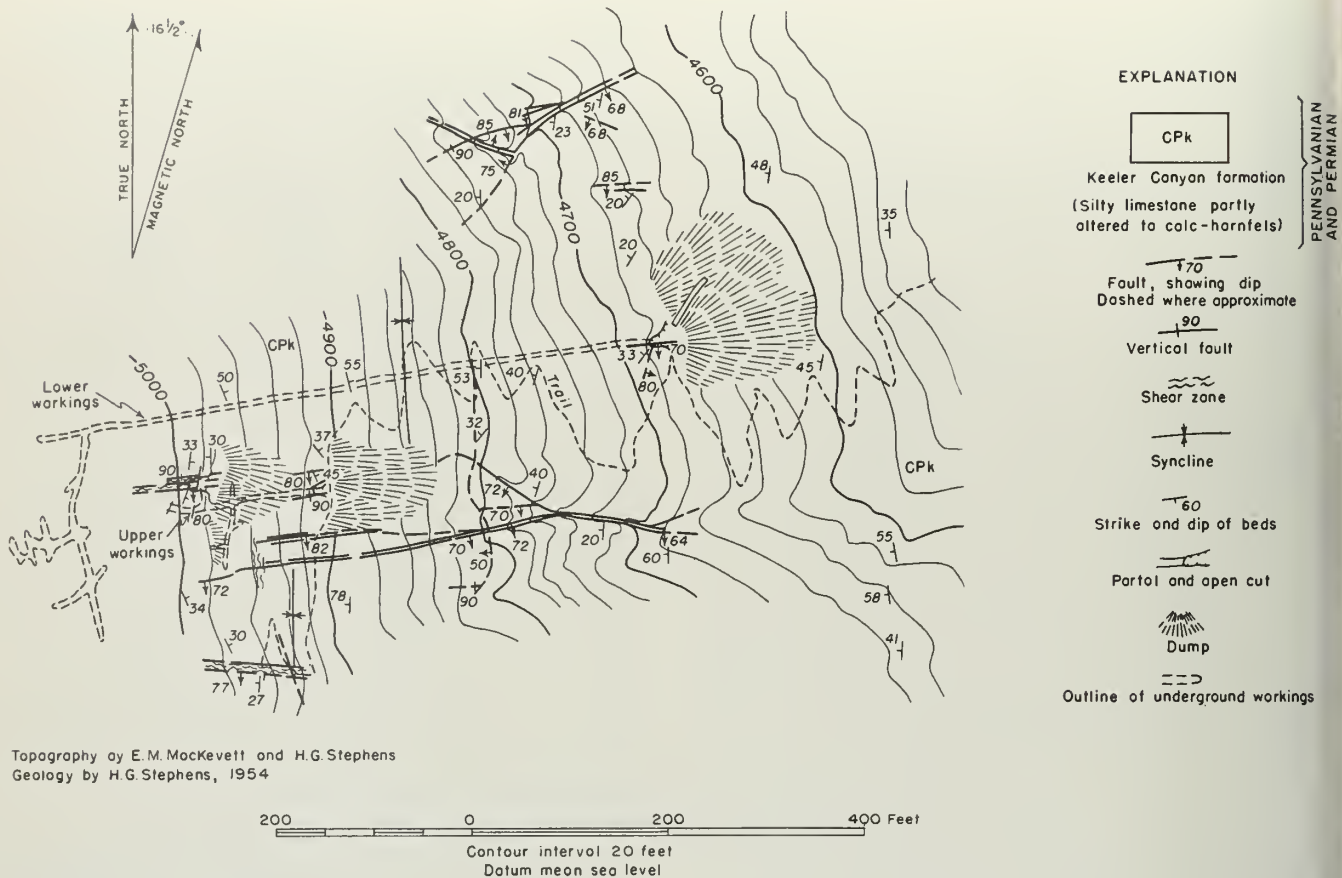 16½°
TRUE NORTH
MAGNETIC NORTH
81
51
68
85
68
23
90
75
4600
48
20
85
20
35
4700
4800
20
CPk
4900
55
50
5000
53
40
Trail
33
70
80
45
Lower
workings
32
37
33
30
90
80
45
90
80
72
40
CPk
Upper
workings
70
82
70
72
20
64
60
55
50
72
90
34
78
58
30
41
77
27
EXPLANATION
CPk
Keeler Canyon formation
(Silty limestone partly
altered to calc-hornfels)
PENNSYLVANIAN
AND PERMIAN
70
Fault, showing dip
Dashed where approximate
90
Vertical fault
Shear zone
Syncline
60
Strike and dip of beds
Partol and open cut
Dump
Outline of underground workings
Topography by E.M. MacKevett and H.G. Stephens
Geology by H.G. Stephens, 1954
200 0 200 400 Feet
Contour interval 20 feet
Datum mean sea level